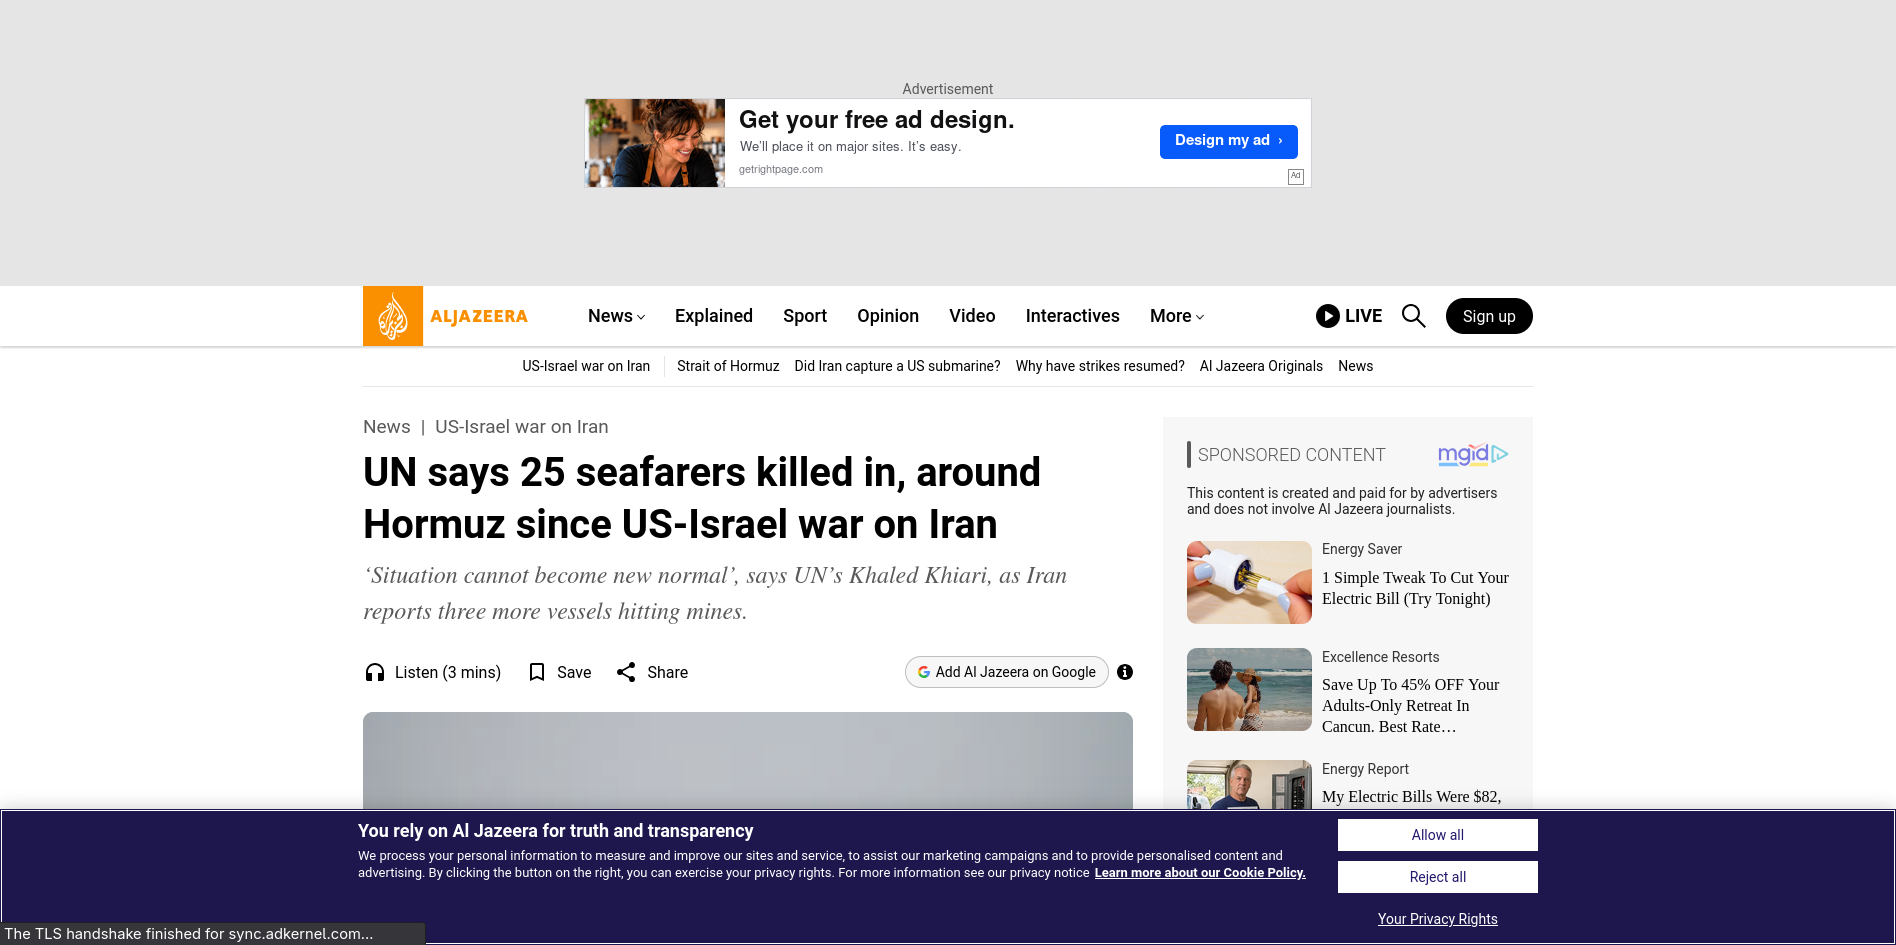 Advertisement
Get your free ad design.
We'll place it on major sites. It's easy.
getrightpage.com
Design my ad ›
Ad
ALJAZEERA
News
Explained
Sport
Opinion
Video
Interactives
More
LIVE
Sign up
US-Israel war on Iran
Strait of Hormuz
Did Iran capture a US submarine?
Why have strikes resumed?
Al Jazeera Originals
News
News | US-Israel war on Iran
UN says 25 seafarers killed in, around
Hormuz since US-Israel war on Iran
‘Situation cannot become new normal’, says UN’s Khaled Khiari, as Iran
reports three more vessels hitting mines.
Listen (3 mins)
Save
Share
Add Al Jazeera on Google
SPONSORED CONTENT
mgid
This content is created and paid for by advertisers
and does not involve Al Jazeera journalists.
Energy Saver
1 Simple Tweak To Cut Your
Electric Bill (Try Tonight)
Excellence Resorts
Save Up To 45% OFF Your
Adults-Only Retreat In
Cancun. Best Rate…
Energy Report
My Electric Bills Were $82,
You rely on Al Jazeera for truth and transparency
We process your personal information to measure and improve our sites and service, to assist our marketing campaigns and to provide personalised content and
advertising. By clicking the button on the right, you can exercise your privacy rights. For more information see our privacy notice Learn more about our Cookie Policy.
Allow all
Reject all
Your Privacy Rights
The TLS handshake finished for sync.adkernel.com…